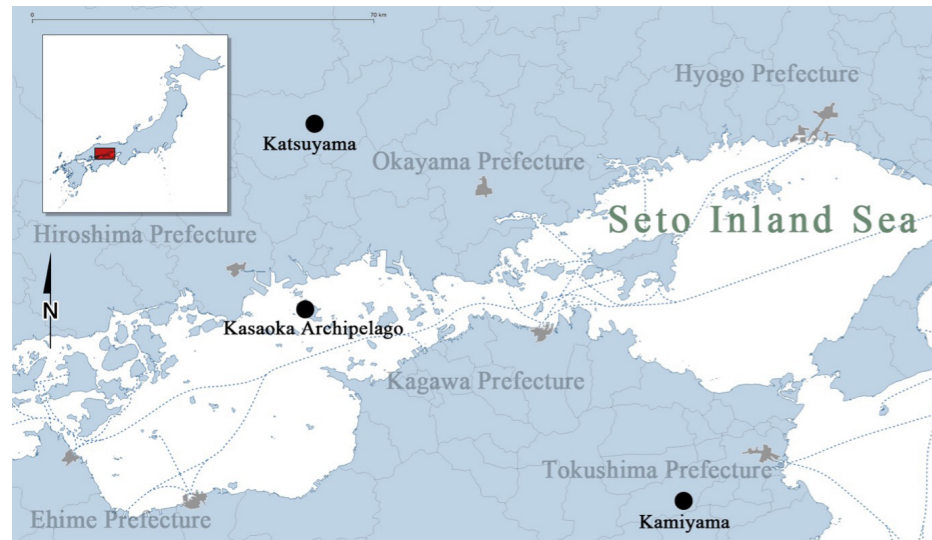 0
70 km
Hyogo Prefecture
Katsuyama
Okayama Prefecture
Seto Inland Sea
Hiroshima Prefecture
N
Kasaoka Archipelago
Kagawa Prefecture
Tokushima Prefecture
Ehime Prefecture
Kamiyama